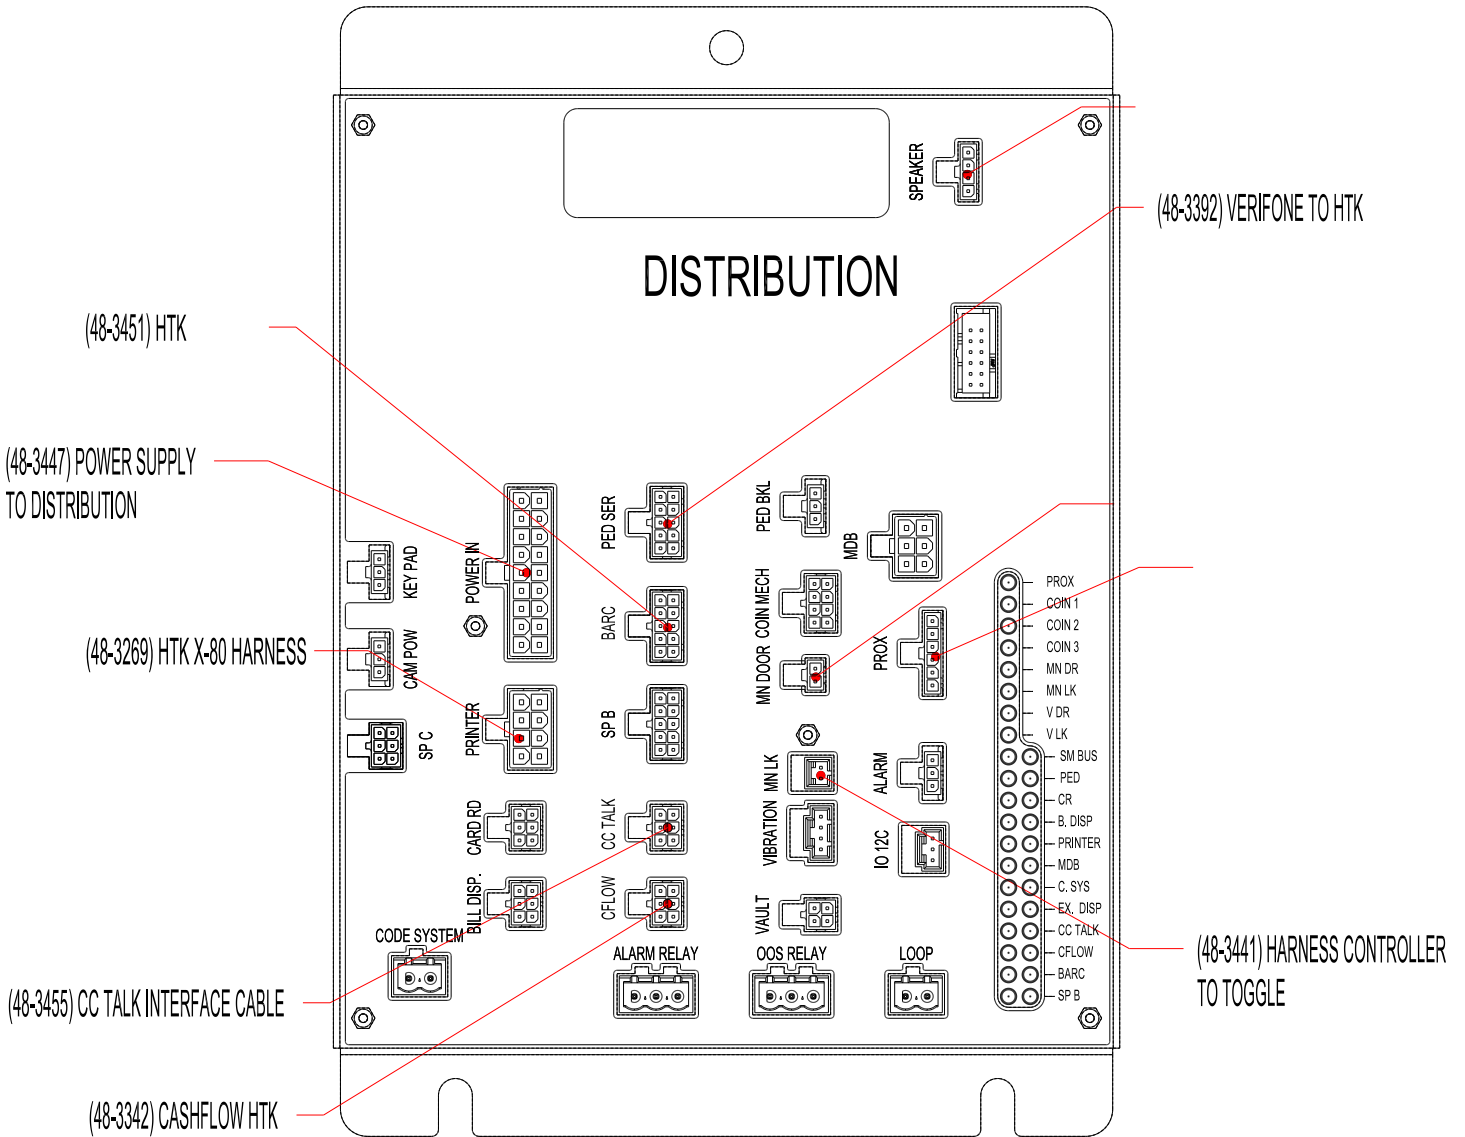 SPEAKER
(48-3392) VERIFONE TO HTK
DISTRIBUTION
(48-3451) HTK
(48-3447) POWER SUPPLY
TO DISTRIBUTION
KEY PAD
POWER IN
PED SER
PED BKL
MDB
CAM POW
BARC
COIN MECH
MN DOOR
PROX
(48-3269) HTK X-80 HARNESS
SP C
PRINTER
SP B
MN LK
ALARM
CARD RD
CC TALK
VIBRATION
IO 12C
BILL DISP.
CFLOW
VAULT
CODE SYSTEM
ALARM RELAY
OOS RELAY
LOOP
PROX
COIN 1
COIN 2
COIN 3
MN DR
MN LK
V DR
V LK
SM BUS
PED
CR
B. DISP
PRINTER
MDB
C. SYS
EX. DISP
CC TALK
CFLOW
BARC
SP B
(48-3441) HARNESS CONTROLLER
TO TOGGLE
(48-3455) CC TALK INTERFACE CABLE
(48-3342) CASHFLOW HTK